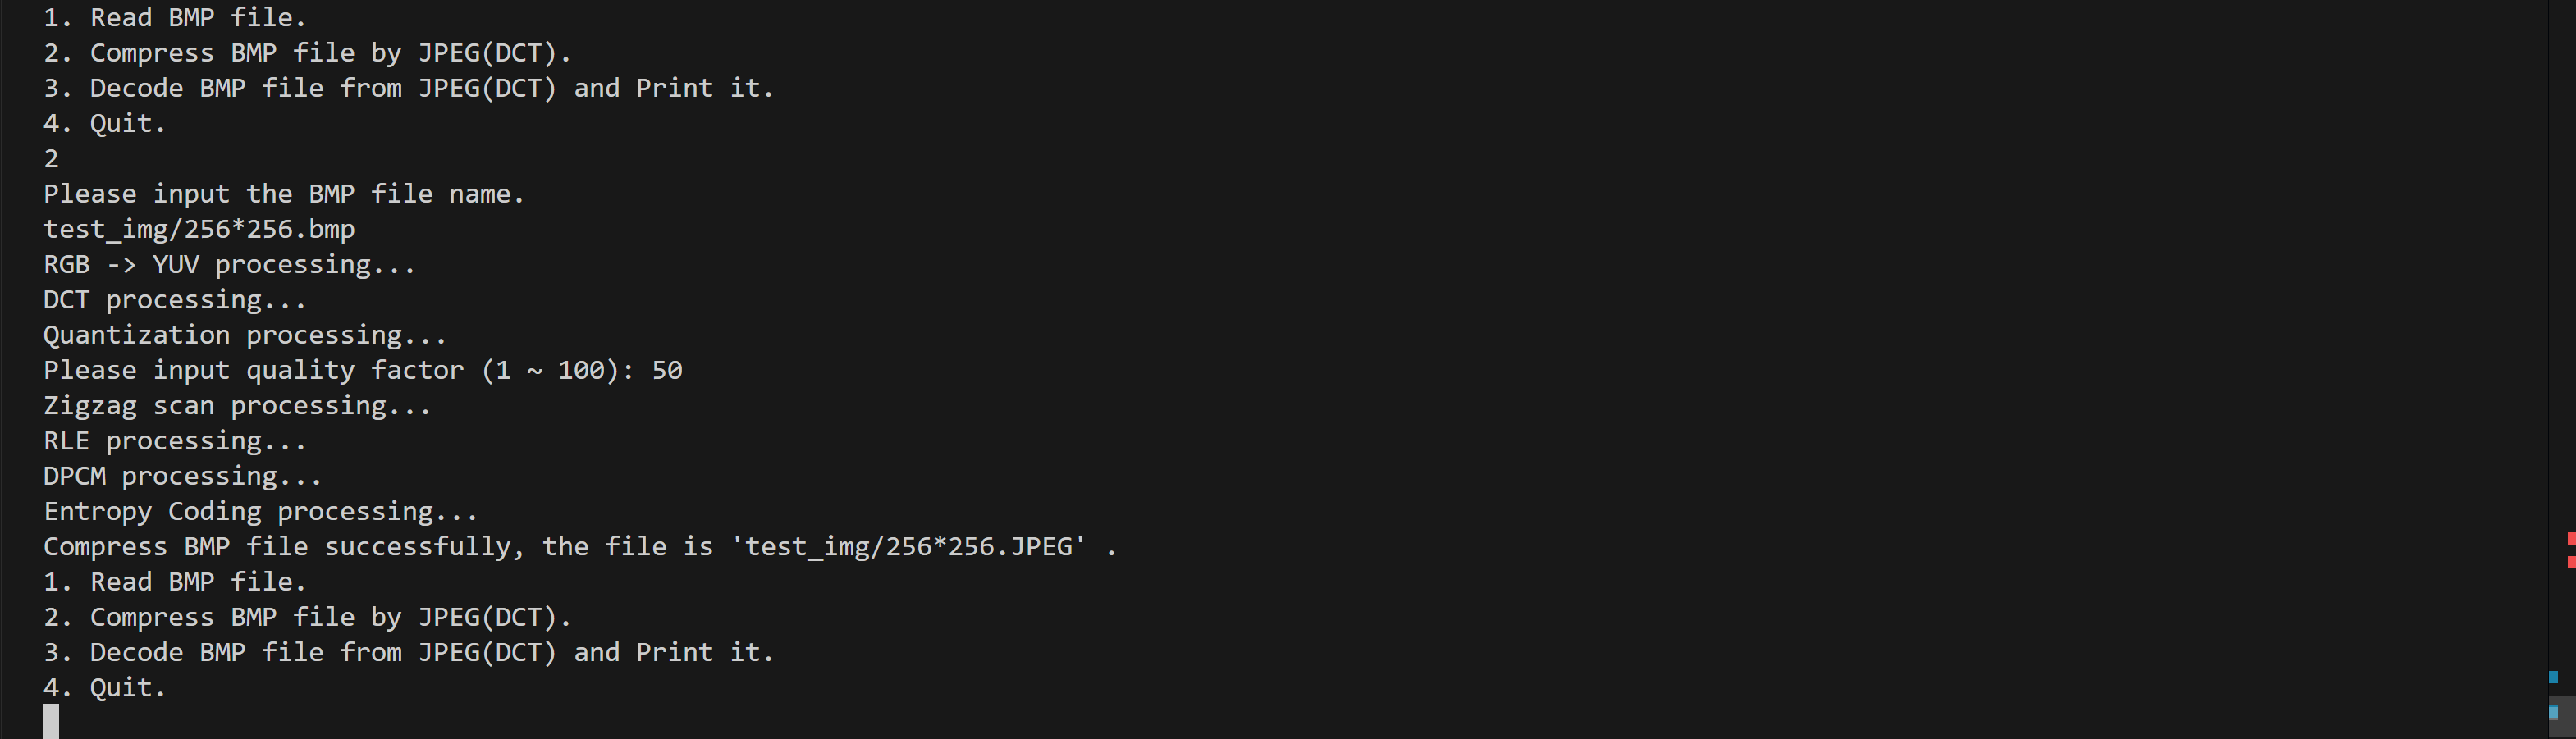 1. Read BMP file.
2. Compress BMP file by JPEG(DCT).
3. Decode BMP file from JPEG(DCT) and Print it.
4. Quit.
2
Please input the BMP file name.
test_img/256*256.bmp
RGB -> YUV processing...
DCT processing...
Quantization processing...
Please input quality factor (1 ~ 100): 50
Zigzag scan processing...
RLE processing...
DPCM processing...
Entropy Coding processing...
Compress BMP file successfully, the file is 'test_img/256*256.JPEG' .
1. Read BMP file.
2. Compress BMP file by JPEG(DCT).
3. Decode BMP file from JPEG(DCT) and Print it.
4. Quit.